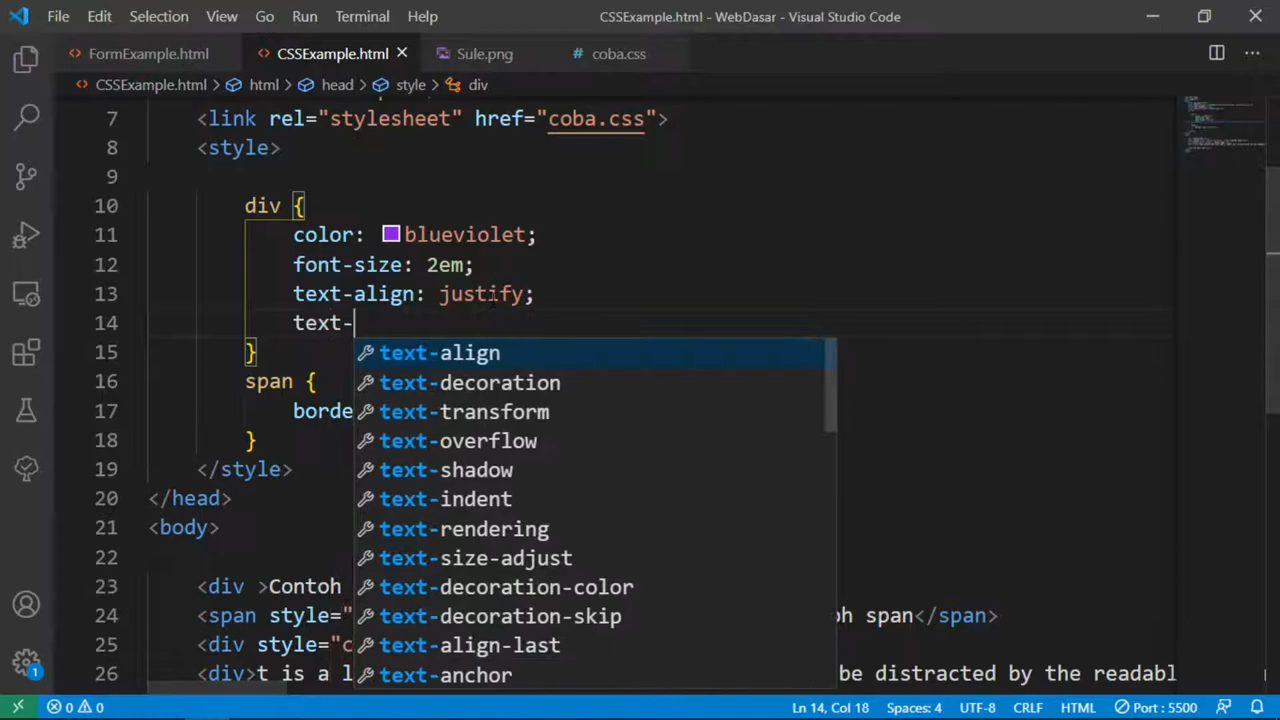 File Edit Selection View Go Run Terminal Help CSSExample.html - WebDasar - Visual Studio Code
FormExample.html CSSExample.html Sule.png # coba.css
CSSExample.html > html > head > style > div
7 <link rel="stylesheet" href="coba.css">
8 <style>
9
10 div {
11 color: blueviolet;
12 font-size: 2em;
13 text-align: justify;
14 text-
15 }
16 span {
17 borde
18 }
19 </style>
20 </head>
21 <body>
22
23 <div >Contoh
24 <span style=" oh span</span>
25 <div style="c
26 <div>t is a l be distracted by the readabl
text-align
text-decoration
text-transform
text-overflow
text-shadow
text-indent
text-rendering
text-size-adjust
text-decoration-color
text-decoration-skip
text-align-last
text-anchor
1
0 0 Ln 14, Col 18 Spaces: 4 UTF-8 CRLF HTML Port : 5500